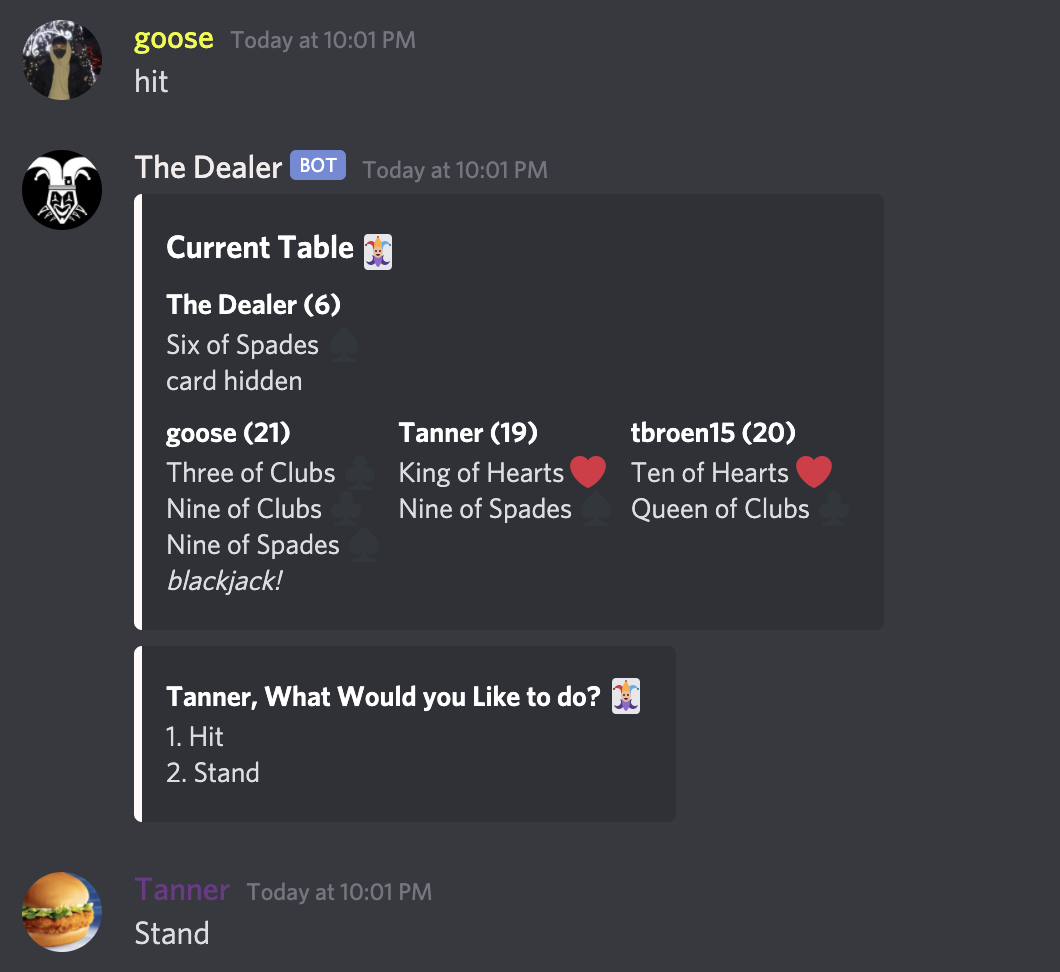 goose Today at 10:01 PM
hit
The Dealer BOT Today at 10:01 PM
Current Table
The Dealer (6)
Six of Spades
card hidden
goose (21) Tanner (19) tbroen15 (20)
Three of Clubs King of Hearts Ten of Hearts
Nine of Clubs Nine of Spades Queen of Clubs
Nine of Spades
blackjack!
Tanner, What Would you Like to do?
1. Hit
2. Stand
Tanner Today at 10:01 PM
Stand